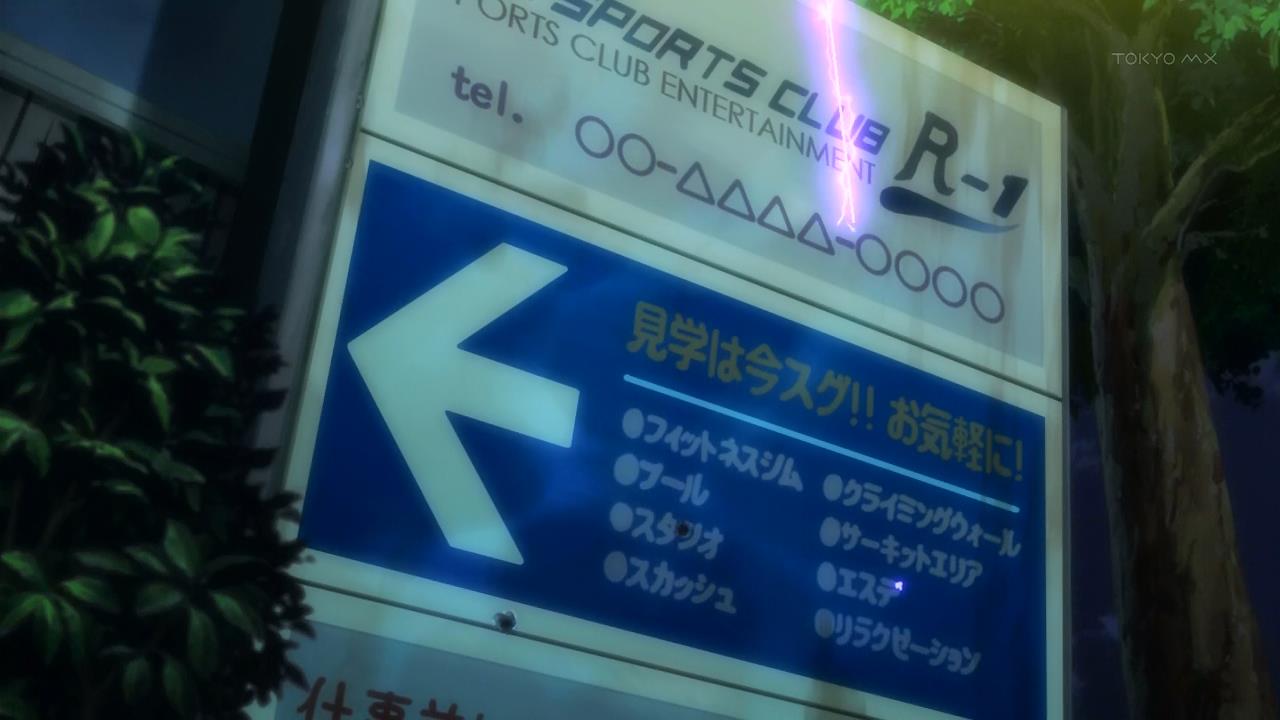 TOKYO MX
SPORTS CLUB
R-1
PORTS CLUB ENTERTAINMENT
tel.
○○-△△△△-○○○○
見学は今スグ!! お気軽に!
●フィットネスジム
●プール
●スタジオ
●スカッシュ
●クライミングウォール
●サーキットエリア
●エステ
●リラクゼーション
仕事